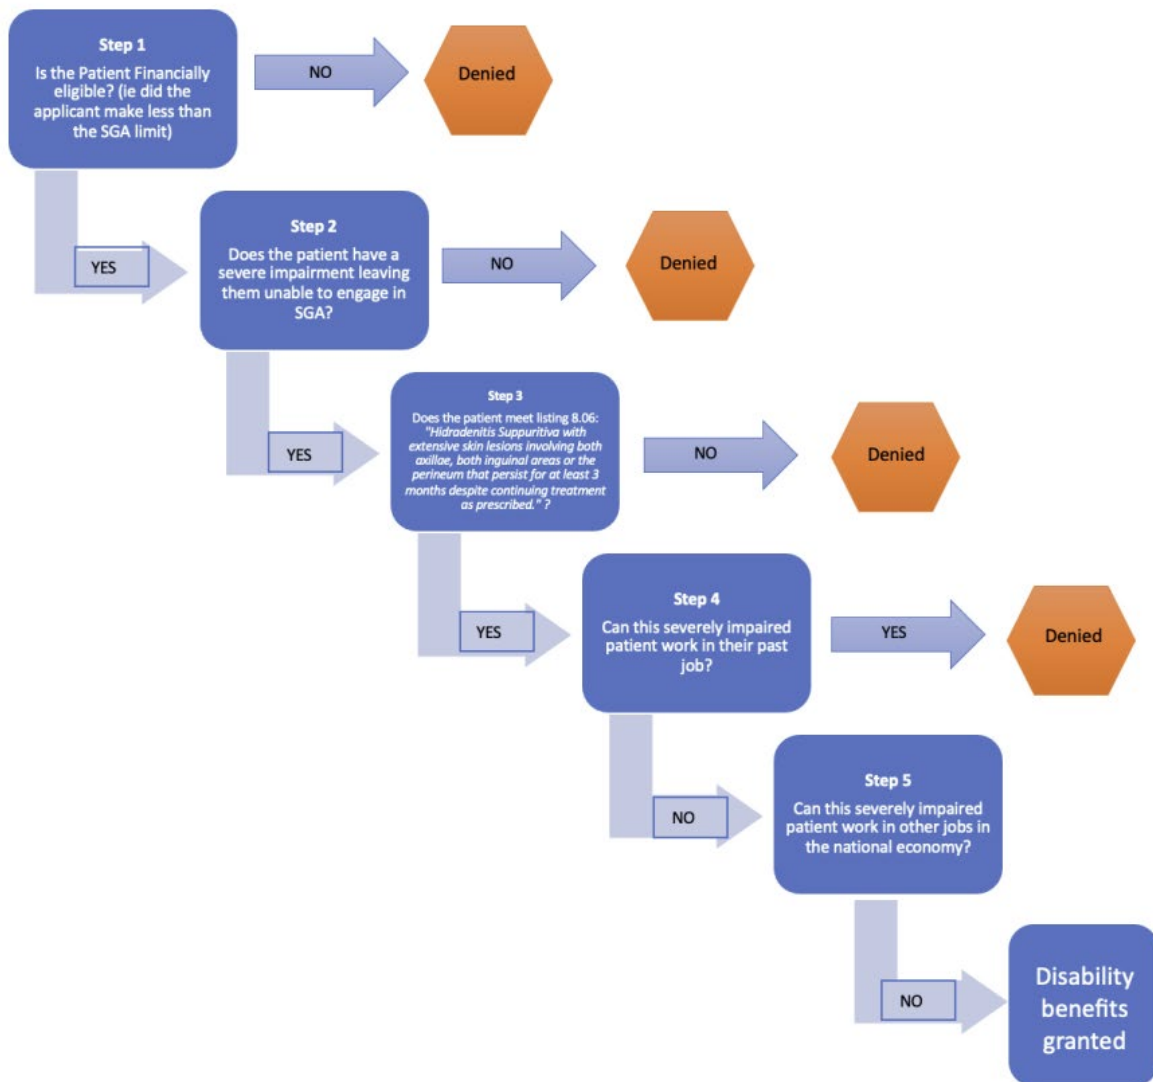 Step 1
Is the Patient Financially
eligible? (ie did the
applicant make less than
the SGA limit)
NO
Denied
YES
Step 2
Does the patient have a
severe impairment leaving
them unable to engage in
SGA?
NO
Denied
YES
Step 3
Does the patient meet listing 8.06:
"Hidradenitis Suppuritiva with
extensive skin lesions involving both
axillae, both inguinal areas or the
perineum that persist for at least 3
months despite continuing treatment
as prescribed." ?
NO
Denied
YES
Step 4
Can this severely impaired
patient work in their past
job?
YES
Denied
NO
Step 5
Can this severely impaired
patient work in other jobs in
the national economy?
NO
Disability
benefits
granted